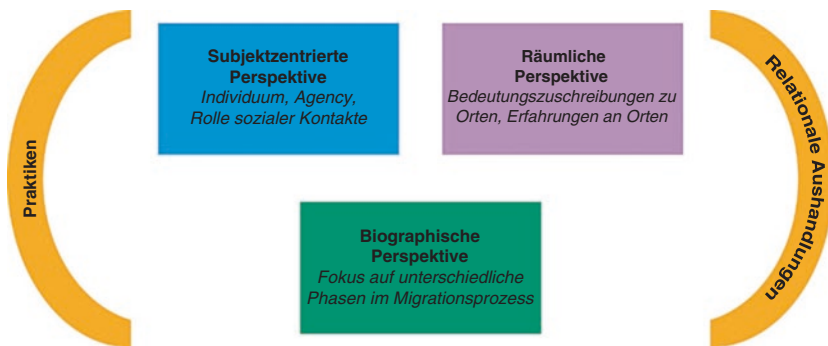 Praktiken
Subjektzentrierte
Perspektive
Individuum, Agency,
Rolle sozialer Kontakte
Räumliche
Perspektive
Bedeutungszuschreibungen zu
Orten, Erfahrungen an Orten
Biographische
Perspektive
Fokus auf unterschiedliche
Phasen im Migrationsprozess
Relationale Aushandlungen